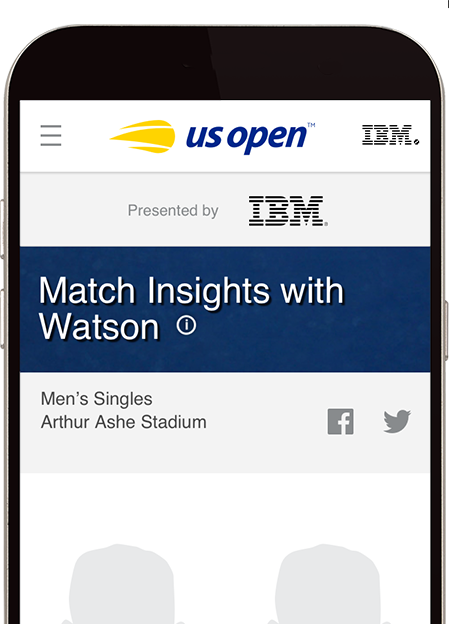 us open™
IBM.
Presented by
IBM®
Match Insights with
Watson
Men’s Singles
Arthur Ashe Stadium